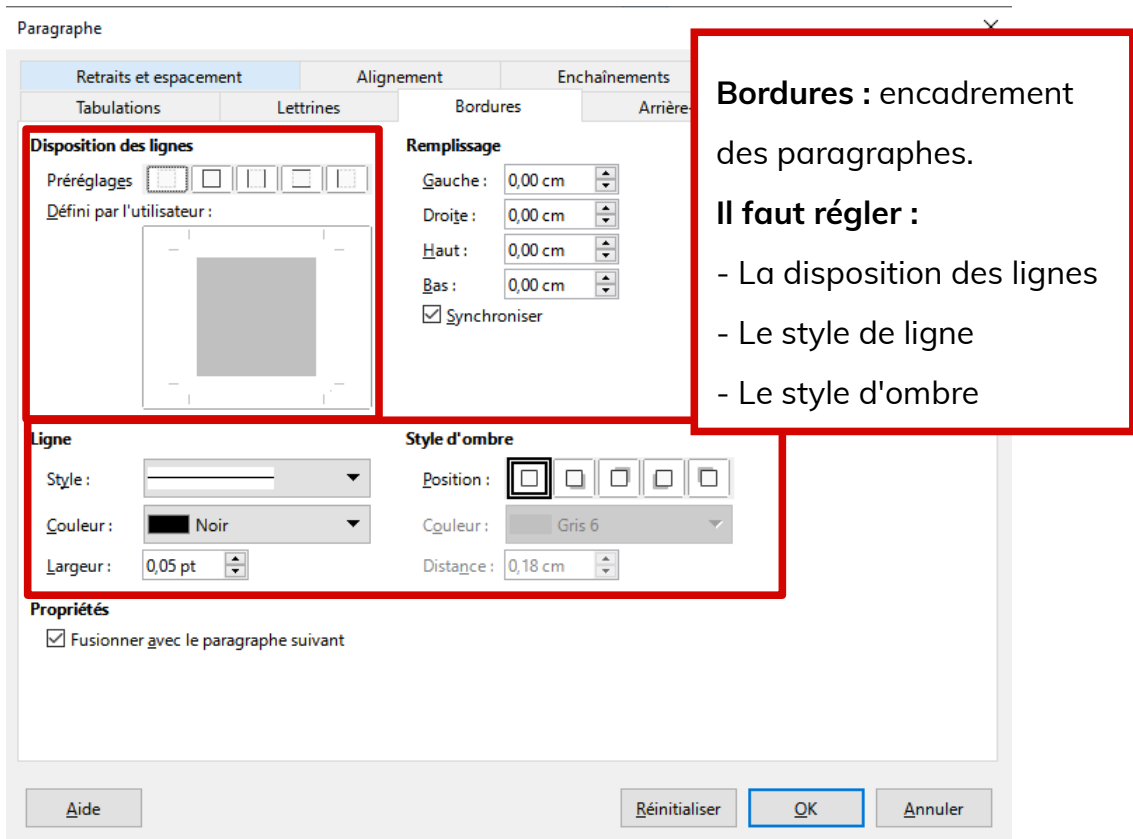 Paragraphe
Retraits et espacement Alignement Enchaînements
Tabulations Lettrines Bordures Arrière-
Bordures : encadrement
des paragraphes.
Il faut régler :
- La disposition des lignes
- Le style de ligne
- Le style d'ombre
Disposition des lignes
Préréglages
Défini par l'utilisateur :
Remplissage
Gauche : 0,00 cm
Droite : 0,00 cm
Haut : 0,00 cm
Bas : 0,00 cm
Synchroniser
Ligne
Style :
Couleur : Noir
Largeur : 0,05 pt
Style d'ombre
Position :
Couleur : Gris 6
Distance : 0,18 cm
Propriétés
Fusionner avec le paragraphe suivant
Aide Réinitialiser OK Annuler